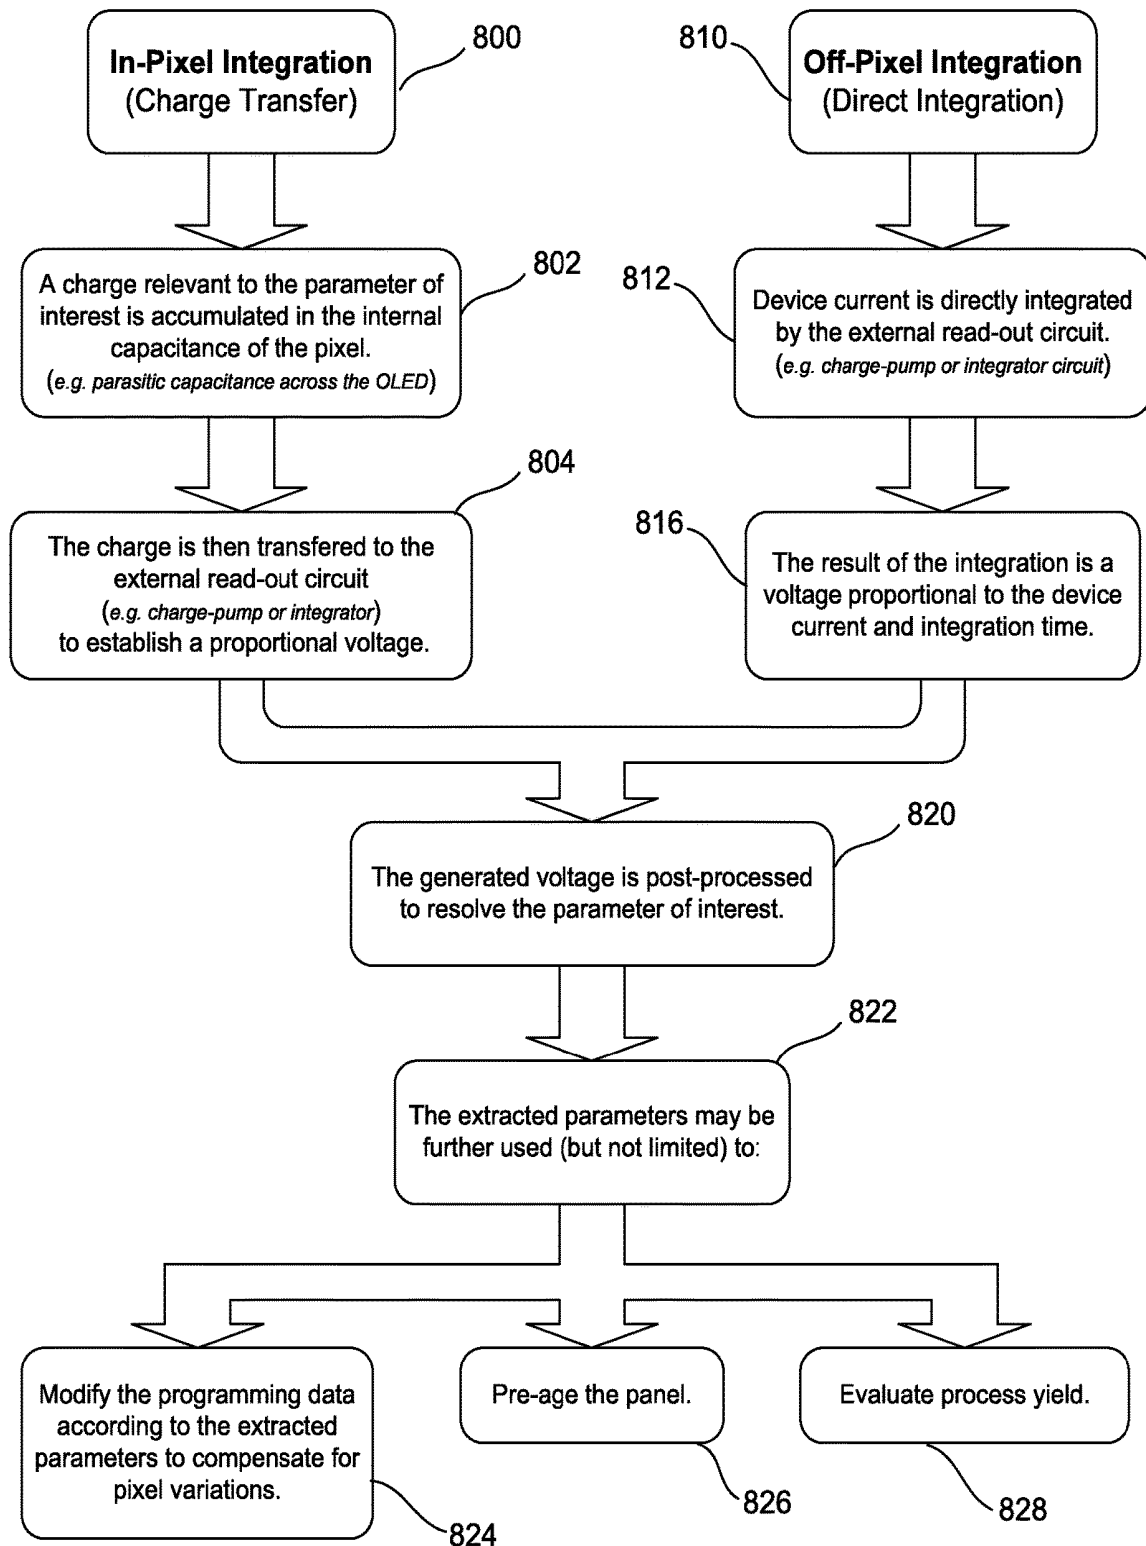 In-Pixel Integration
(Charge Transfer)
800
810
Off-Pixel Integration
(Direct Integration)
A charge relevant to the parameter of
interest is accumulated in the internal
capacitance of the pixel.
(e.g. parasitic capacitance across the OLED)
802
812
Device current is directly integrated
by the external read-out circuit.
(e.g. charge-pump or integrator circuit)
804
The charge is then transfered to the
external read-out circuit
(e.g. charge-pump or integrator)
to establish a proportional voltage.
816
The result of the integration is a
voltage proportional to the device
current and integration time.
820
The generated voltage is post-processed
to resolve the parameter of interest.
822
The extracted parameters may be
further used (but not limited) to:
Modify the programming data
according to the extracted
parameters to compensate for
pixel variations.
824
Pre-age the panel.
826
Evaluate process yield.
828